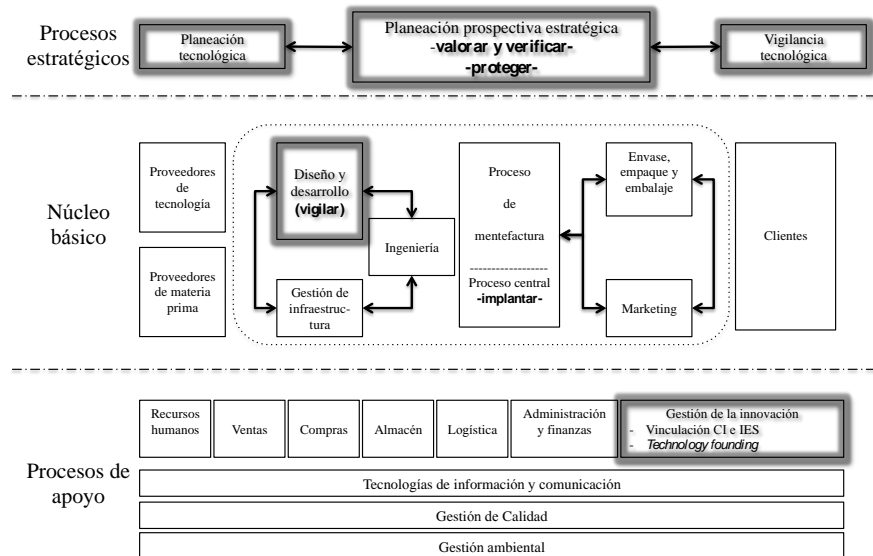 Procesos
estratégicos
Planeación
tecnológica
Planeación prospectiva estratégica
-valorar y verificar-
-proteger-
Vigilancia
tecnológica
Núcleo
básico
Proveedores
de
tecnología
Proveedores
de materia
prima
Diseño y
desarrollo
(vigilar)
Ingeniería
Gestión de
infraestruc-
tura
Proceso
de
mentefactura
-------------------
Proceso central
-implantar-
Envase,
empaque y
embalaje
Marketing
Clientes
Procesos de
apoyo
Recursos
humanos
Ventas
Compras
Almacén
Logística
Administración
y finanzas
Gestión de la innovación
- Vinculación CI e IES
- Technology founding
Tecnologías de información y comunicación
Gestión de Calidad
Gestión ambiental